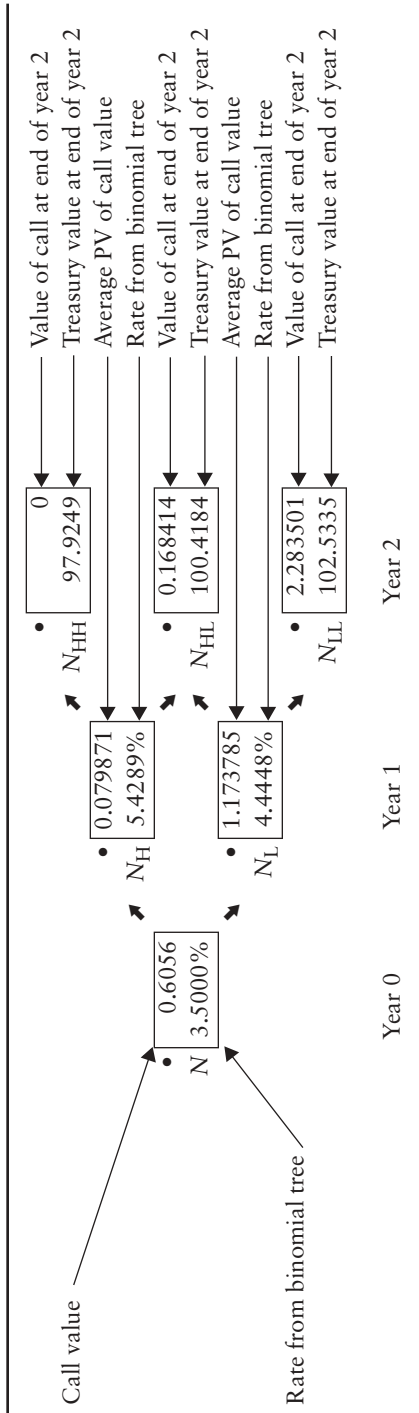 Call value
Rate from binomial tree
•
N
0.6056
3.5000%
•
N_H
0.079871
5.4289%
•
N_L
1.173785
4.4448%
•
N_HH
0
97.9249
•
N_HL
0.168414
100.4184
•
N_LL
2.283501
102.5335
Value of call at end of year 2
Treasury value at end of year 2
Average PV of call value
Rate from binomial tree
Value of call at end of year 2
Treasury value at end of year 2
Average PV of call value
Rate from binomial tree
Value of call at end of year 2
Treasury value at end of year 2
Year 0
Year 1
Year 2